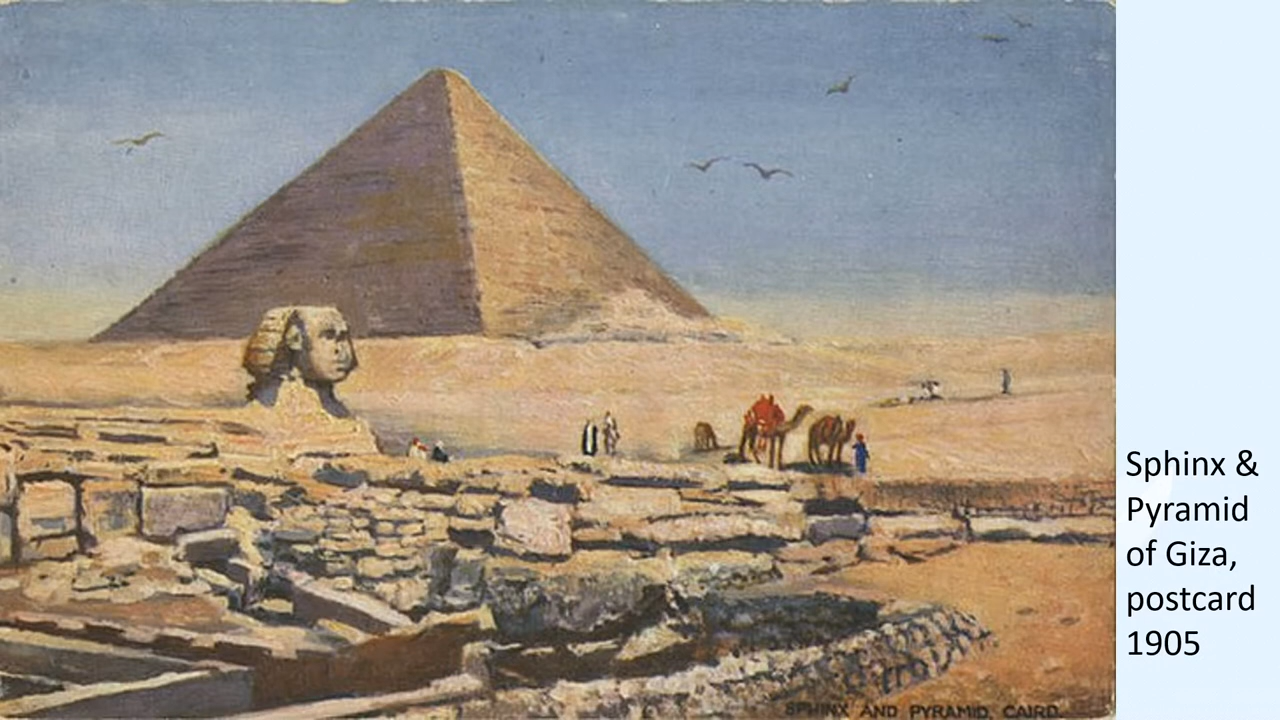 Sphinx &
Pyramid
of Giza,
postcard
1905
SPHINX AND PYRAMID, CAIRO.